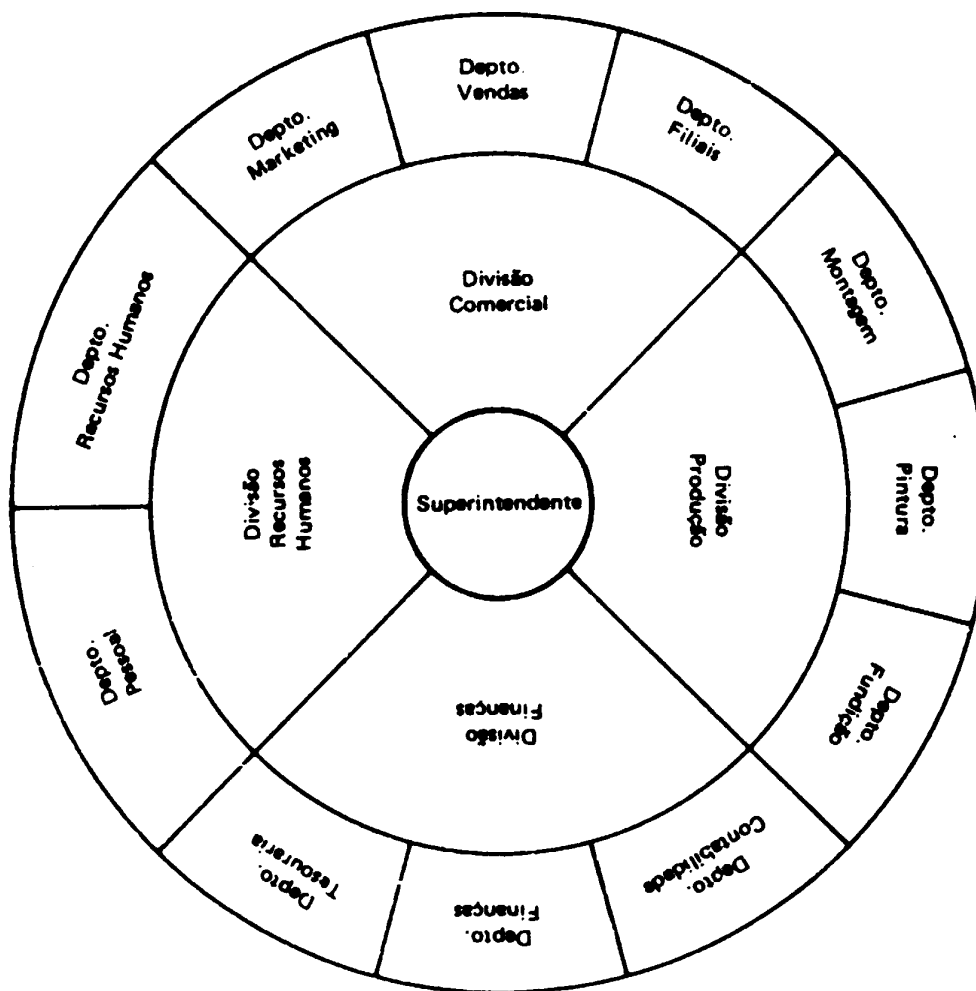 Depto.
Vendas
Depto.
Filiais
Depto.
Marketing
Depto.
Montagem
Divisão
Comercial
Depto.
Recursos Humanos
Divisão
Recursos
Humanos
Superintendente
Divisão
Produção
Depto.
Pintura
Depto.
Pessoal
Divisão
Finanças
Depto.
Fundição
Depto.
Tesouraria
Depto.
Finanças
Depto.
Contabilidade